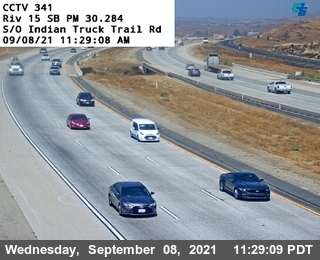 CCTV 341
Riv 15 SB PM 30.284
S/O Indian Truck Trail Rd
09/08/21 11:29:08 AM
Wednesday, September 08, 2021 11:29:09 PDT